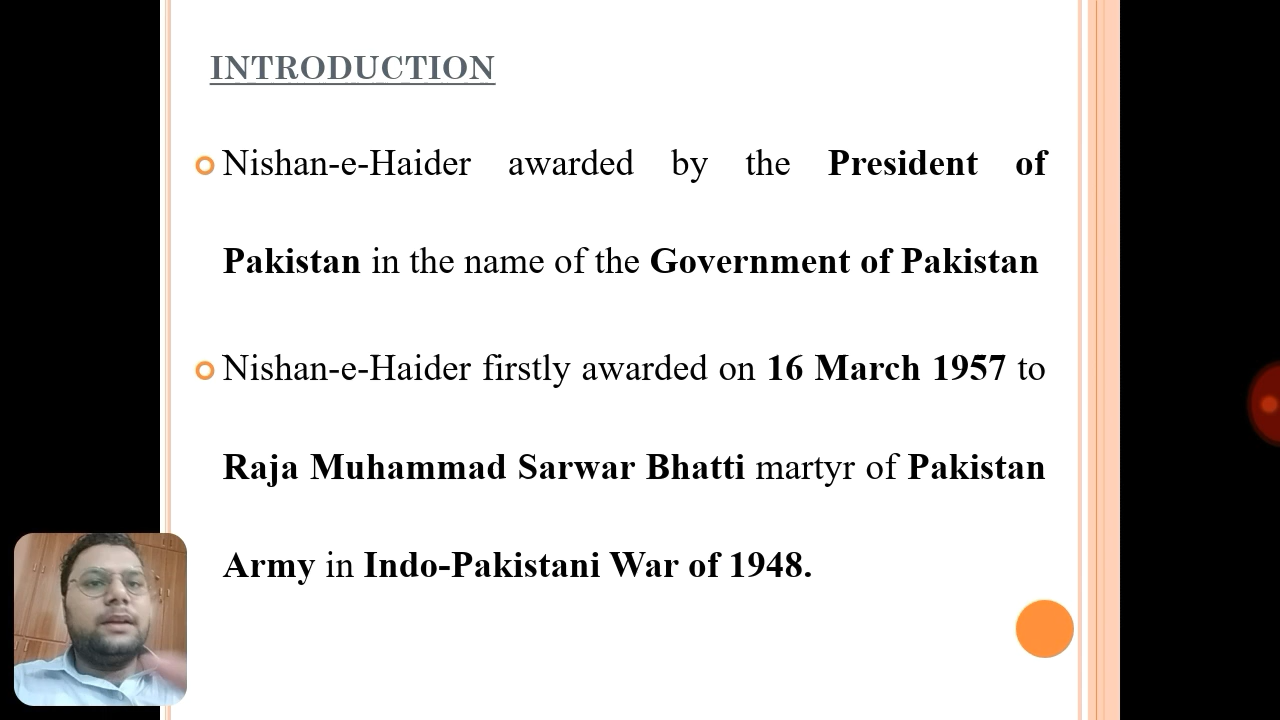 INTRODUCTION
Nishan-e-Haider awarded by the President of
Pakistan in the name of the Government of Pakistan
Nishan-e-Haider firstly awarded on 16 March 1957 to
Raja Muhammad Sarwar Bhatti martyr of Pakistan
Army in Indo-Pakistani War of 1948.